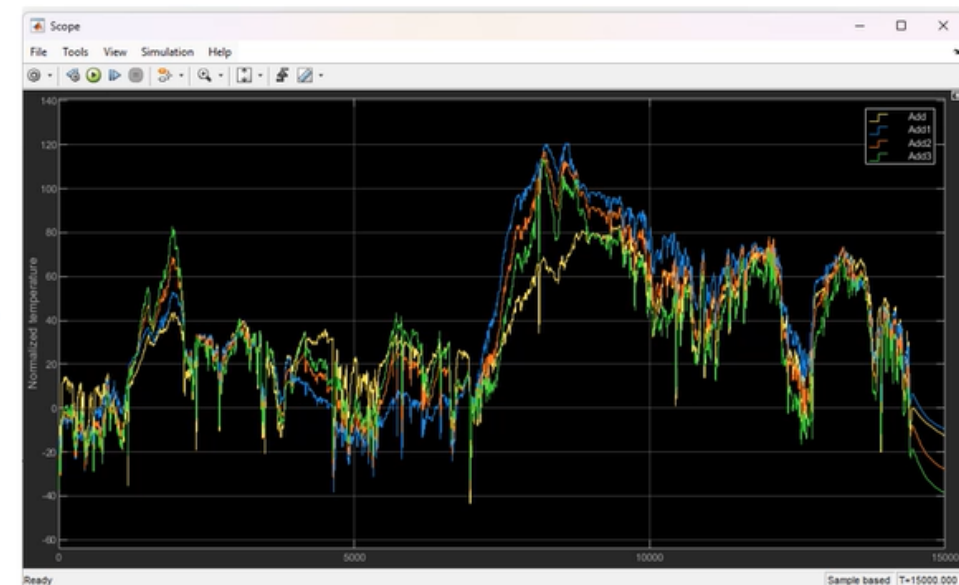 Scope
File Tools View Simulation Help
140
120
100
80
60
40
20
0
-20
-40
-60
Normalized temperature
Add
Add1
Add2
Add3
0 5000 10000 15000
Ready Sample based T=15000.000